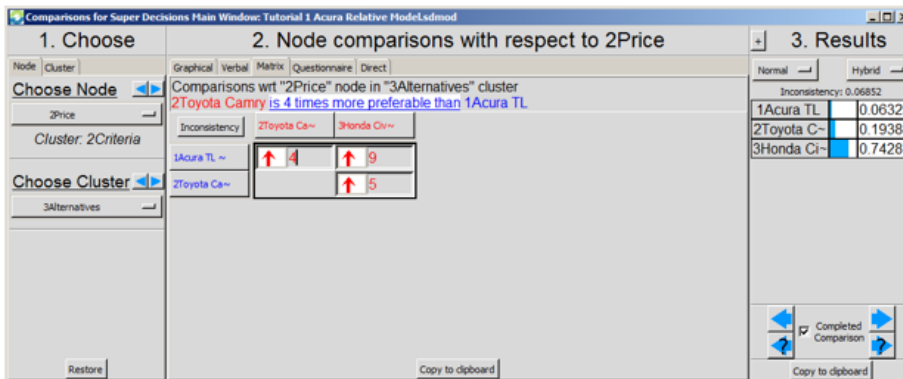 Comparisons for Super Decisions Main Window: Tutorial 1 Acura Relative Model.sdmod
1. Choose
Node Cluster
Choose Node
2Price
Cluster: 2Criteria
Choose Cluster
3Alternatives
Restore
2. Node comparisons with respect to 2Price
Graphical Verbal Matrix Questionnaire Direct
Comparisons wrt "2Price" node in "3Alternatives" cluster
2Toyota Camry is 4 times more preferable than 1Acura TL
Inconsistency 2Toyota Ca~ 3Honda Civ~
1Acura TL ~ 4 9
2Toyota Ca~ 5
Copy to clipboard
+ 3. Results
Normal Hybrid
Inconsistency: 0.06852
1Acura TL 0.0632
2Toyota C~ 0.1938
3Honda Ci~ 0.7428
Completed
Comparison
Copy to clipboard